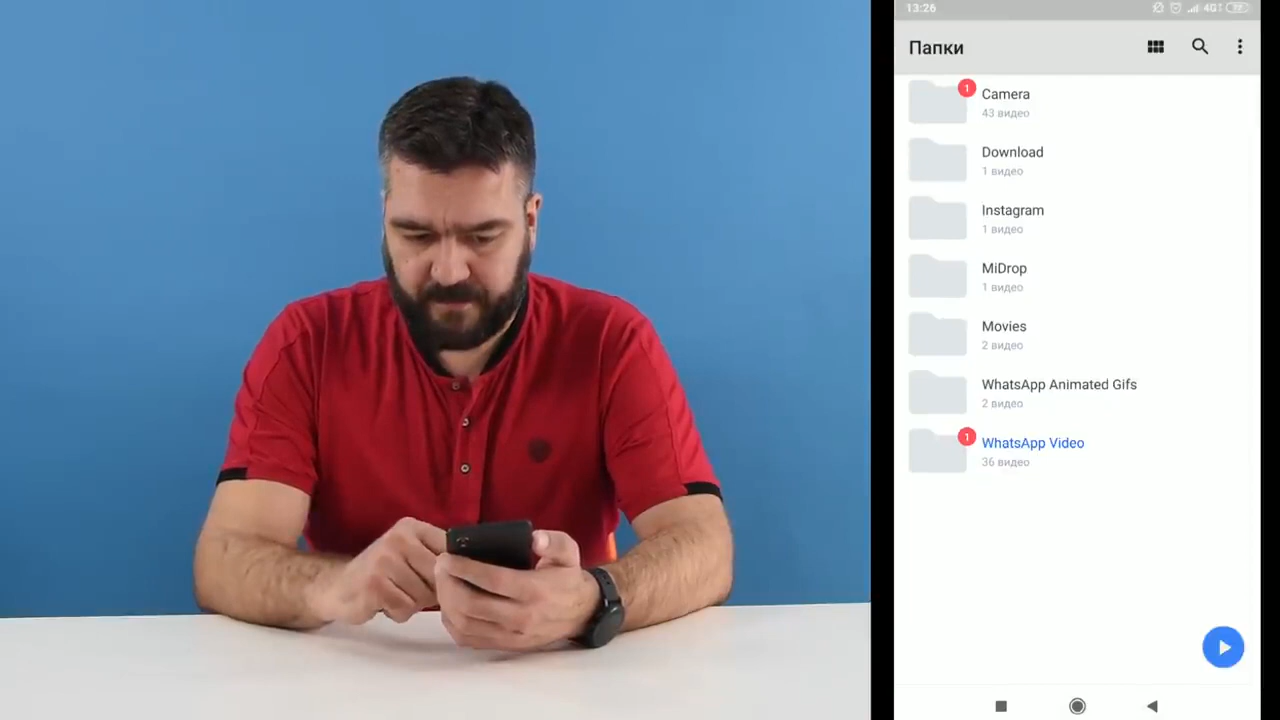 13:26
4G
Папки
1
Camera
43 видео
Download
1 видео
Instagram
1 видео
MiDrop
1 видео
Movies
2 видео
WhatsApp Animated Gifs
2 видео
1
WhatsApp Video
36 видео